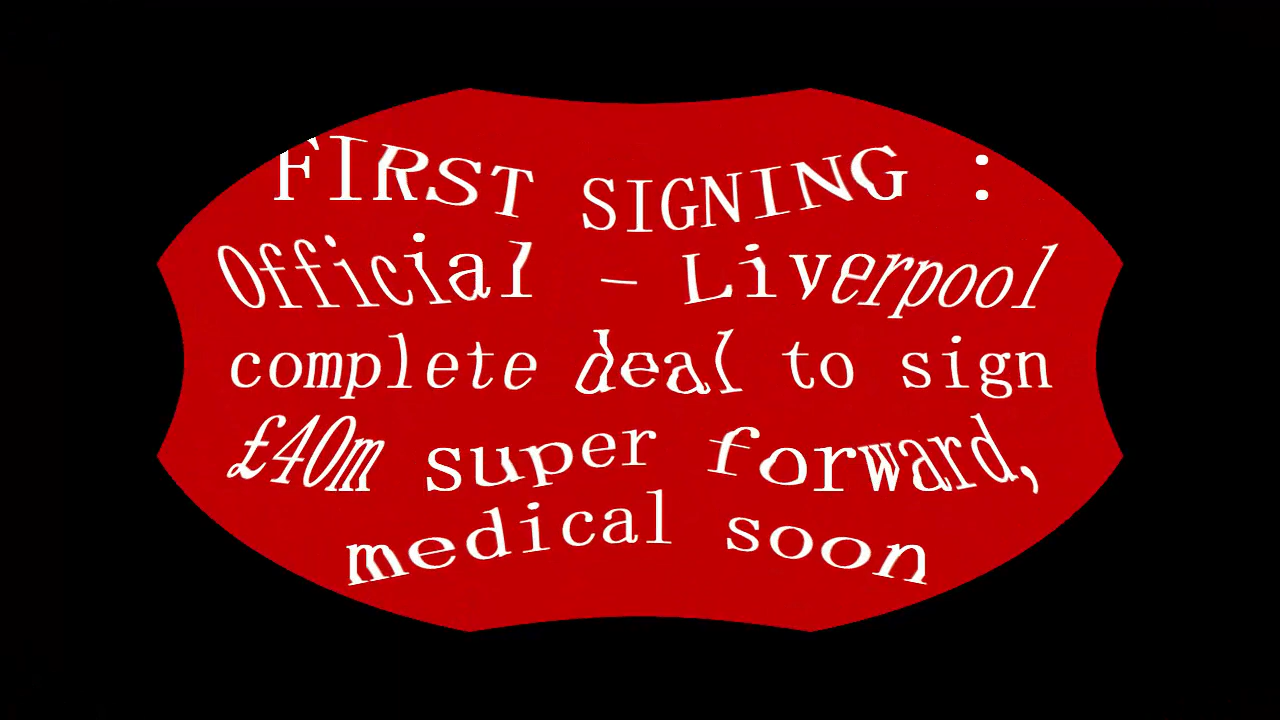 FIRST SIGNING :
Official – Liverpool
complete deal to sign
£40m super forward,
medical soon